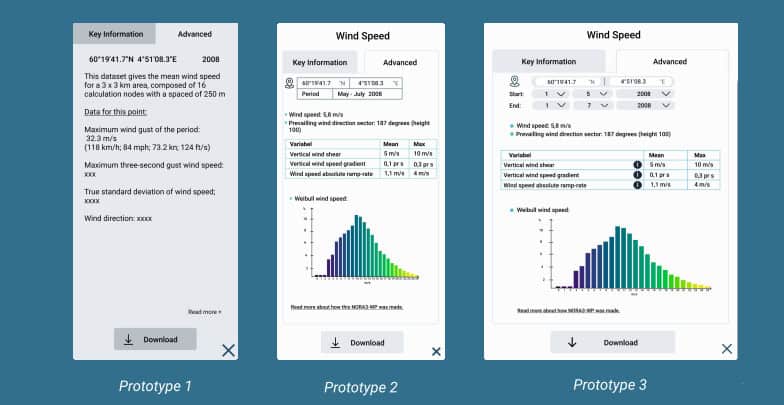 Key Information Advanced
60°19'41.7"N 4°51'08.3"E 2008
This dataset gives the mean wind speed
for a 3 x 3 km area, composed of 16
calculation nodes with a spaced of 250 m
Data for this point:
Maximum wind gust of the period:
32.3 m/s
(118 km/h; 84 mph; 73.2 kn; 124 ft/s)
Maximum three-second gust wind speed:
xxx
True standard deviation of wind speed;
xxxx
Wind direction: xxxx
Read more +
Download
Prototype 1
Wind Speed
Key Information Advanced
60°19'41.7 °N 4°51'08.3 °E
Period May - July 2008
Wind speed: 5,8 m/s
Prevailing wind direction sector: 187 degrees (height
100)
Variabel Mean Max
Vertical wind shear 5 m/s 10 m/s
Vertical wind speed gradient 0,1 pr s 0,3 pr s
Wind speed absolute ramp-rate 1,1 m/s 4 m/s
Weibull wind speed:
Read more about how this NORA3-WP was made.
Download
Prototype 2
Wind Speed
Key Information Advanced
60°19'41.7 °N 4°51'08.3 °E
Start: 1 5 2008
End: 1 7 2008
Wind speed: 5,8 m/s
Prevailing wind direction sector: 187 degrees (height 100)
Variabel Mean Max
Vertical wind shear 5 m/s 10 m/s
Vertical wind speed gradient 0,1 pr s 0,3 pr s
Wind speed absolute ramp-rate 1,1 m/s 4 m/s
Weibull wind speed:
Read more about how NORA3-WP was made.
Download
Prototype 3